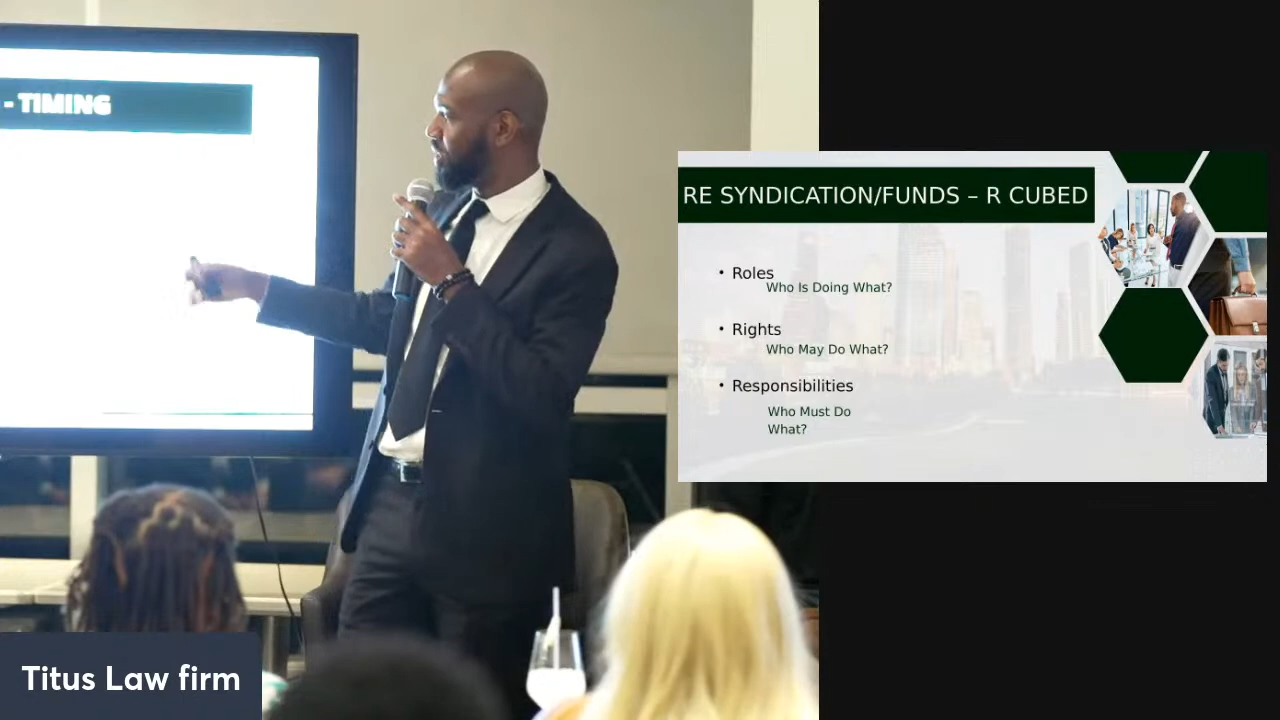 - TIMING
RE SYNDICATION/FUNDS – R CUBED
• Roles
Who Is Doing What?
• Rights
Who May Do What?
• Responsibilities
Who Must Do
What?
Titus Law firm